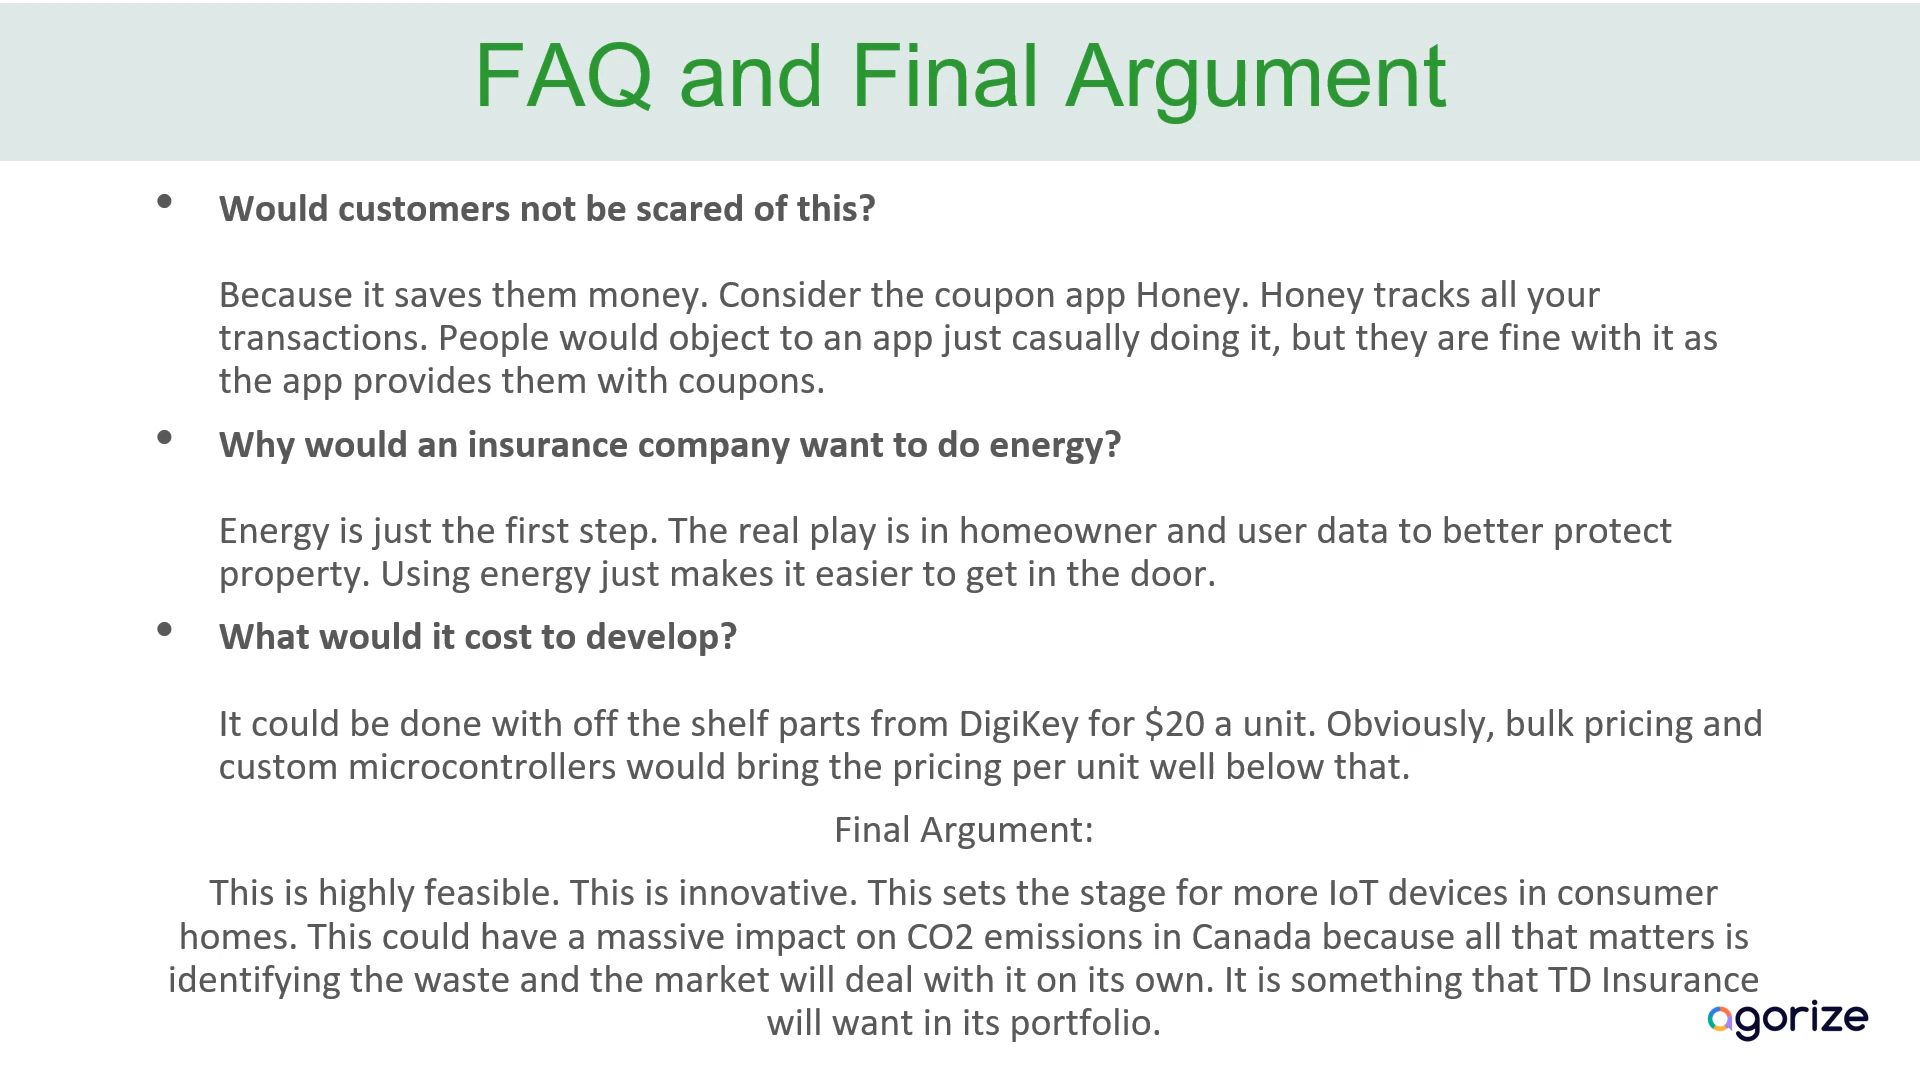 FAQ and Final Argument
• Would customers not be scared of this?
Because it saves them money. Consider the coupon app Honey. Honey tracks all your
transactions. People would object to an app just casually doing it, but they are fine with it as
the app provides them with coupons.
• Why would an insurance company want to do energy?
Energy is just the first step. The real play is in homeowner and user data to better protect
property. Using energy just makes it easier to get in the door.
• What would it cost to develop?
It could be done with off the shelf parts from DigiKey for $20 a unit. Obviously, bulk pricing and
custom microcontrollers would bring the pricing per unit well below that.
Final Argument:
This is highly feasible. This is innovative. This sets the stage for more IoT devices in consumer
homes. This could have a massive impact on CO2 emissions in Canada because all that matters is
identifying the waste and the market will deal with it on its own. It is something that TD Insurance
will want in its portfolio.
agorize